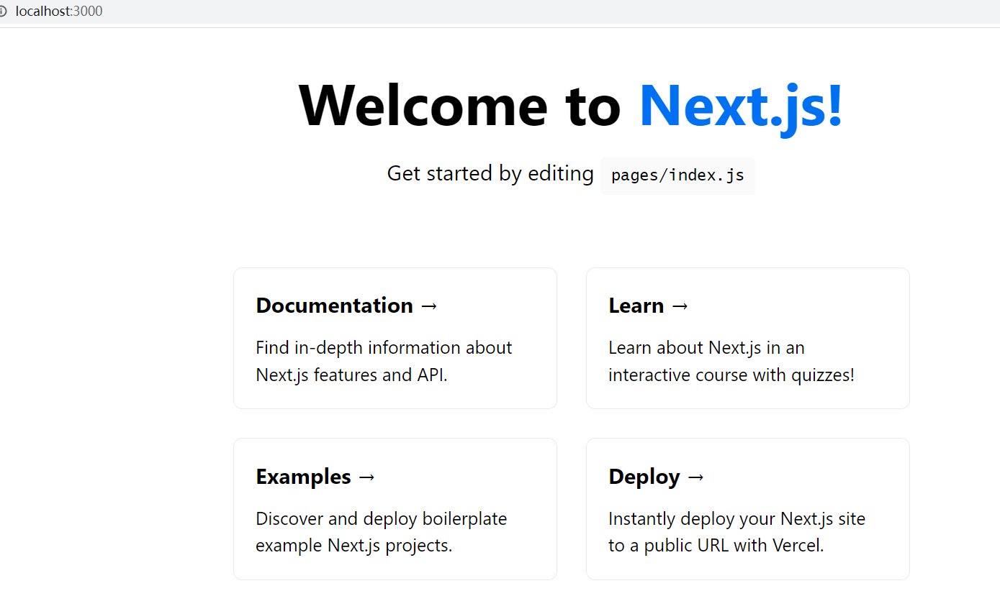 localhost:3000
Welcome to Next.js!
Get started by editing pages/index.js
Documentation →
Find in-depth information about
Next.js features and API.
Learn →
Learn about Next.js in an
interactive course with quizzes!
Examples →
Discover and deploy boilerplate
example Next.js projects.
Deploy →
Instantly deploy your Next.js site
to a public URL with Vercel.